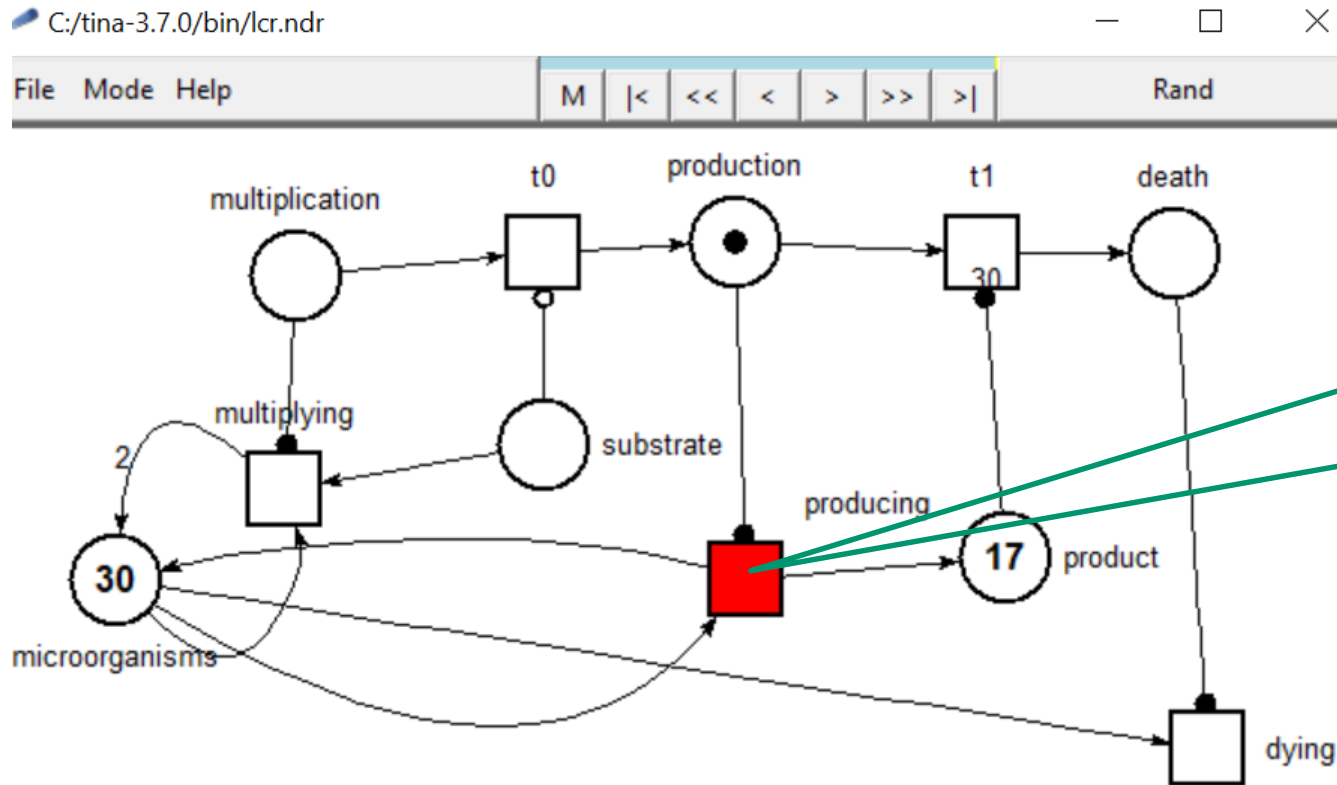 C:/tina-3.7.0/bin/lcr.ndr
File Mode Help
M |< << < > >> >| Rand
multiplication
t0
production
t1
death
30
multiplying
2
substrate
producing
30
17
product
microorganisms
dying